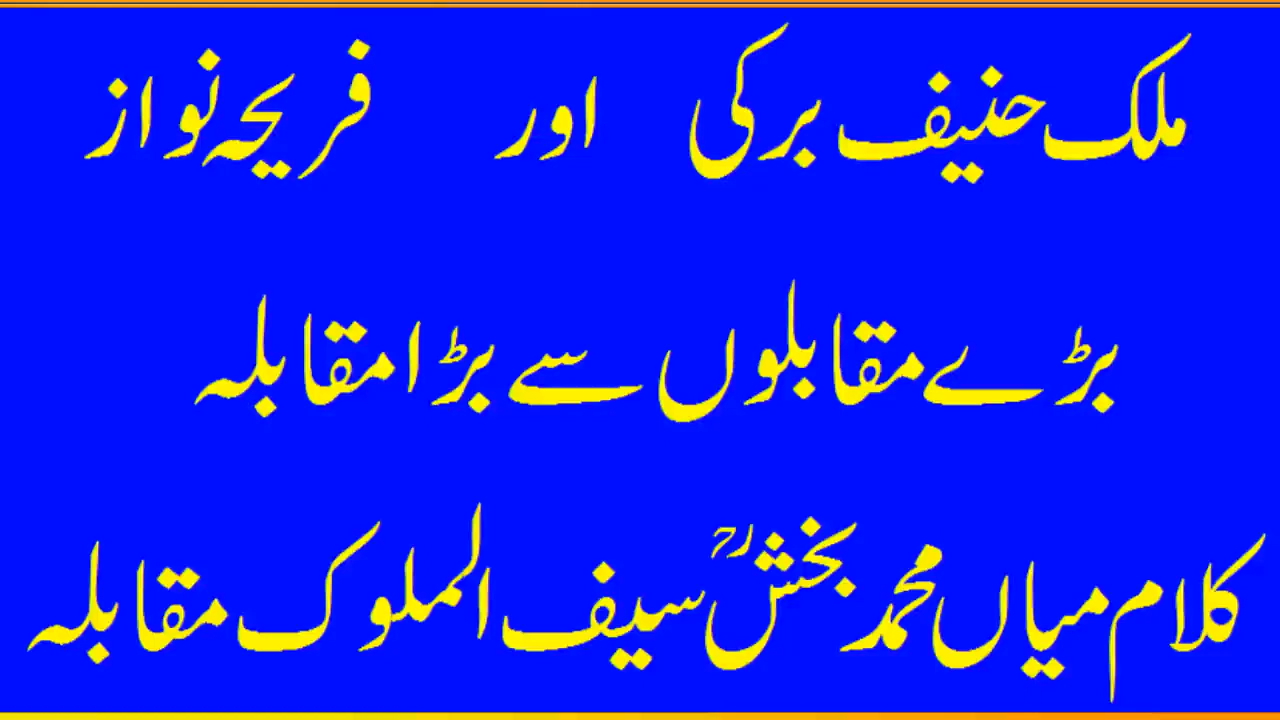 ملک حنیف برکی اور فریحہ نواز
بڑے مقابلوں سے بڑا مقابلہ
کلام میاں محمد بخشؒ سیف الملوک مقابلہ